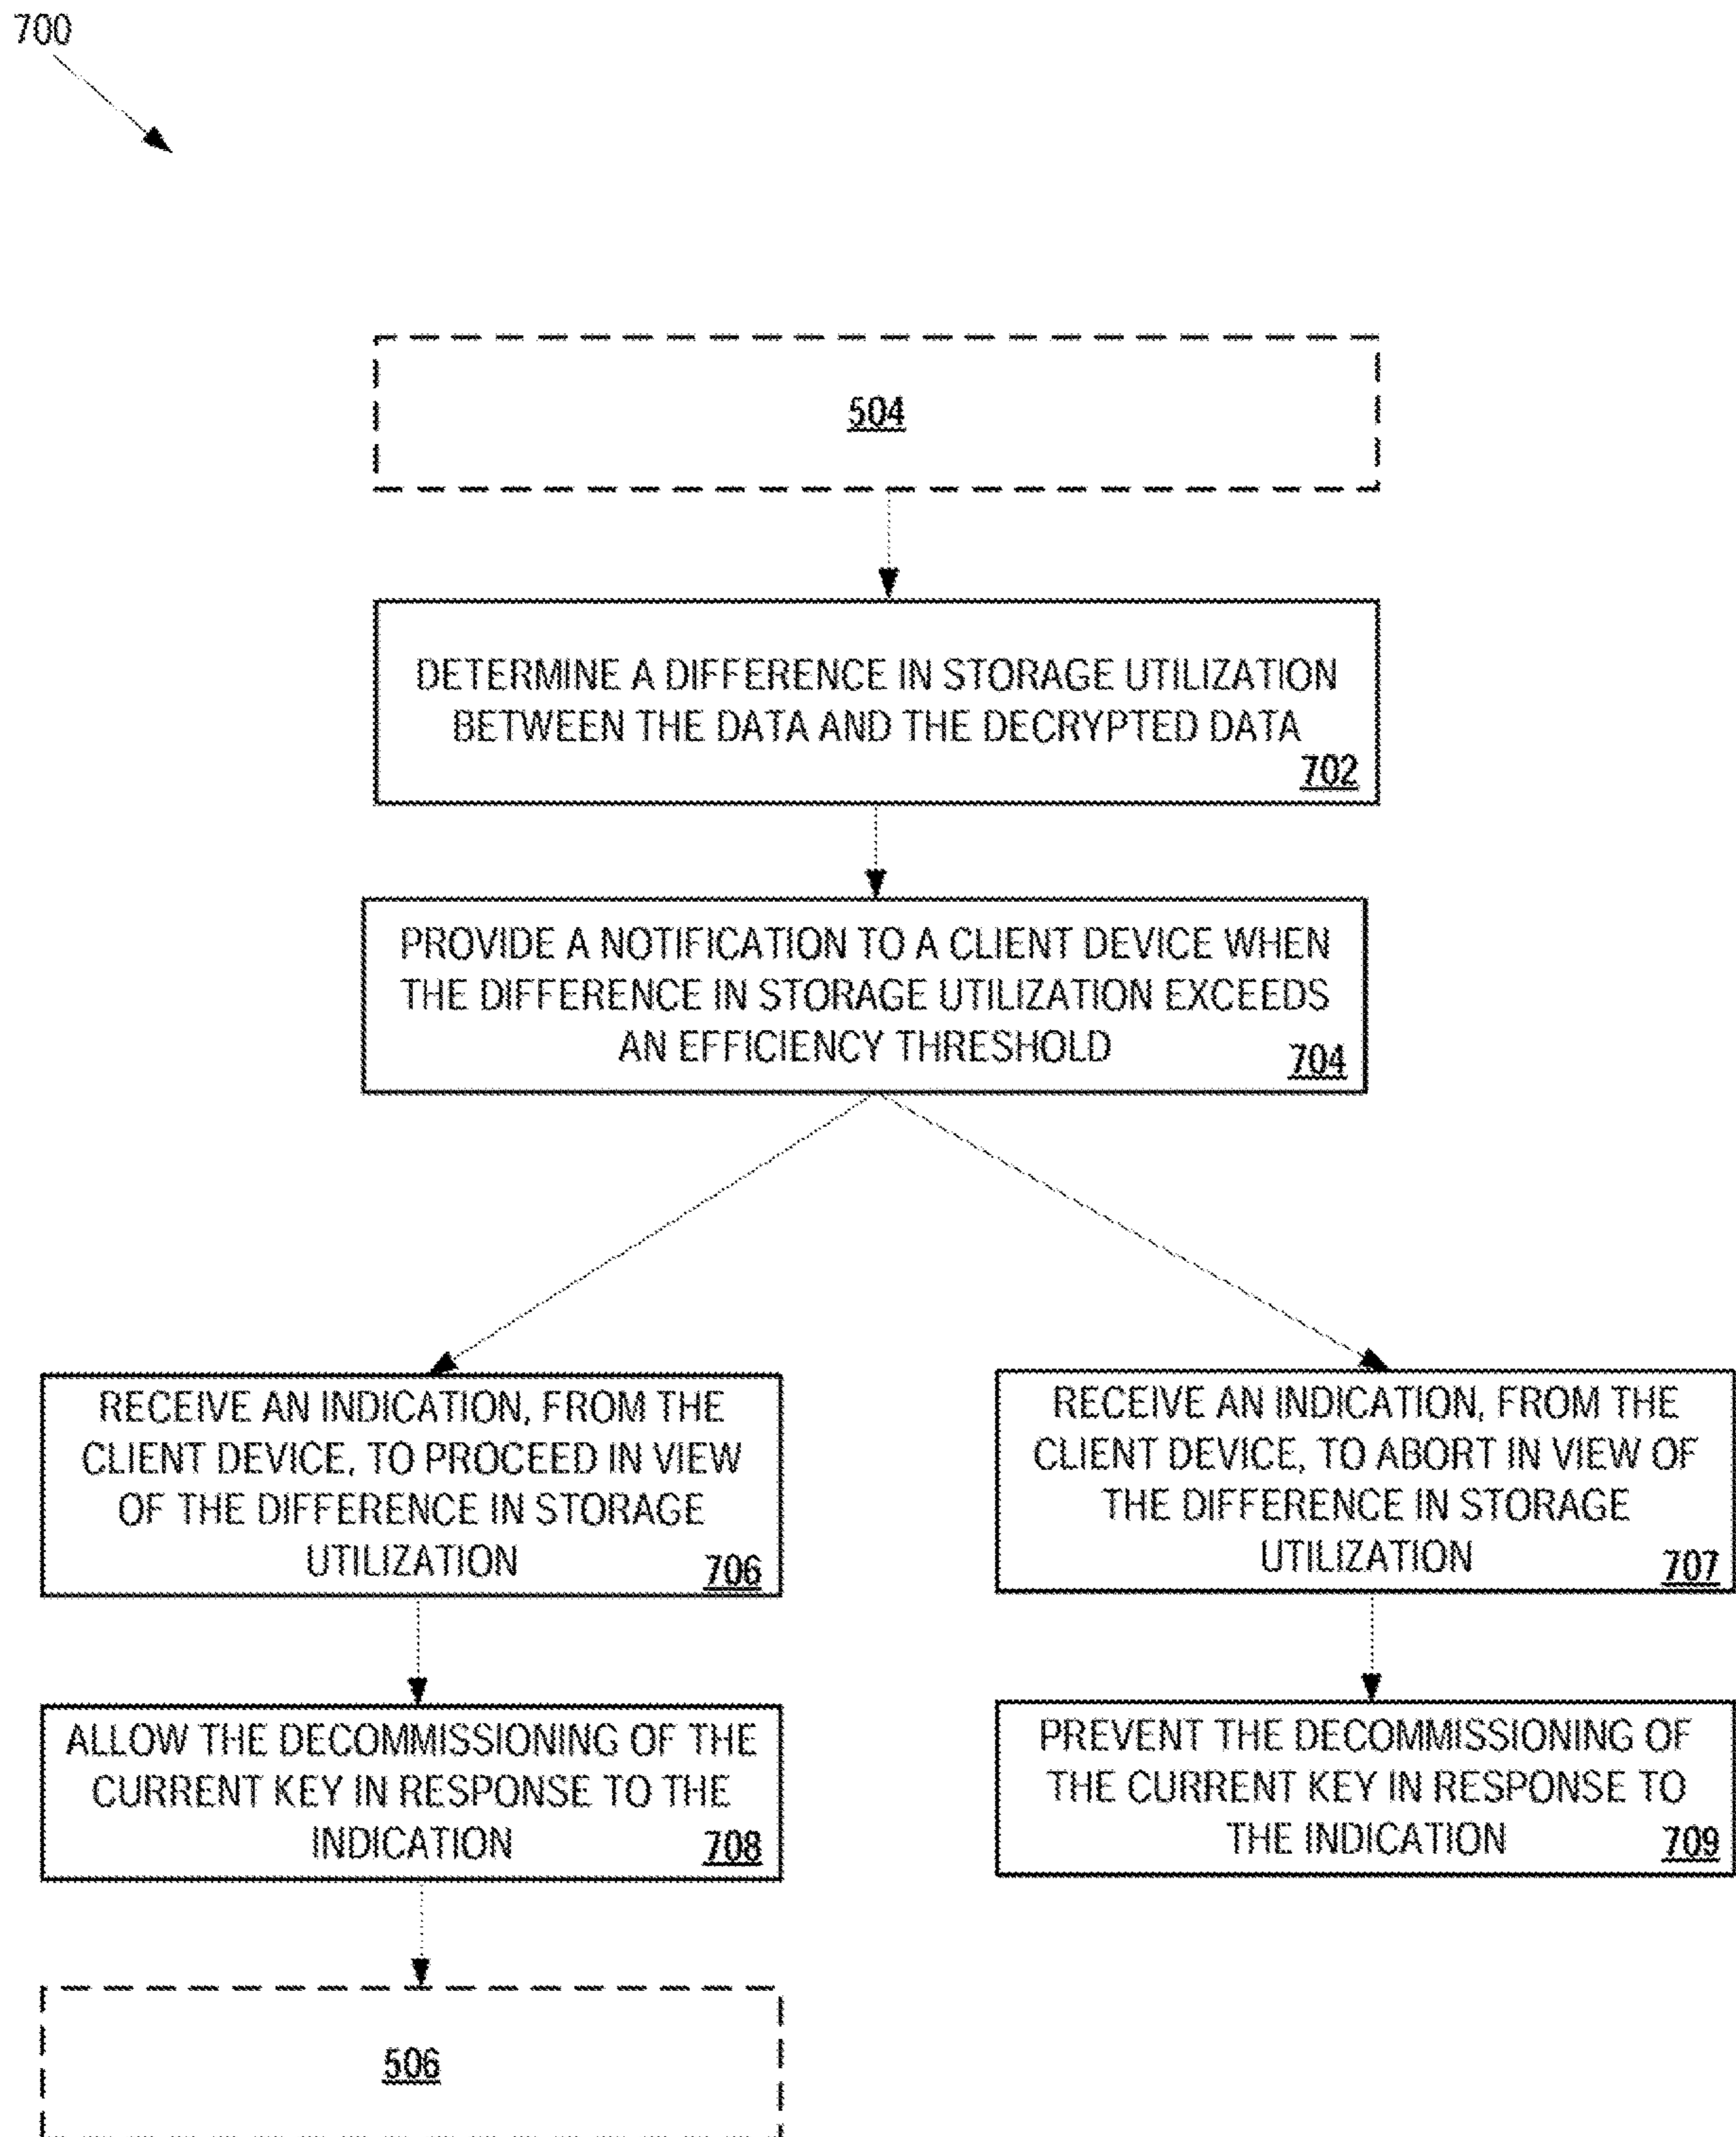 700
504
DETERMINE A DIFFERENCE IN STORAGE UTILIZATION
BETWEEN THE DATA AND THE DECRYPTED DATA
702
PROVIDE A NOTIFICATION TO A CLIENT DEVICE WHEN
THE DIFFERENCE IN STORAGE UTILIZATION EXCEEDS
AN EFFICIENCY THRESHOLD
704
RECEIVE AN INDICATION, FROM THE
CLIENT DEVICE, TO PROCEED IN VIEW
OF THE DIFFERENCE IN STORAGE
UTILIZATION
706
RECEIVE AN INDICATION, FROM THE
CLIENT DEVICE, TO ABORT IN VIEW OF
THE DIFFERENCE IN STORAGE
UTILIZATION
707
ALLOW THE DECOMMISSIONING OF THE
CURRENT KEY IN RESPONSE TO THE
INDICATION
708
PREVENT THE DECOMMISSIONING OF
THE CURRENT KEY IN RESPONSE TO
THE INDICATION
709
506